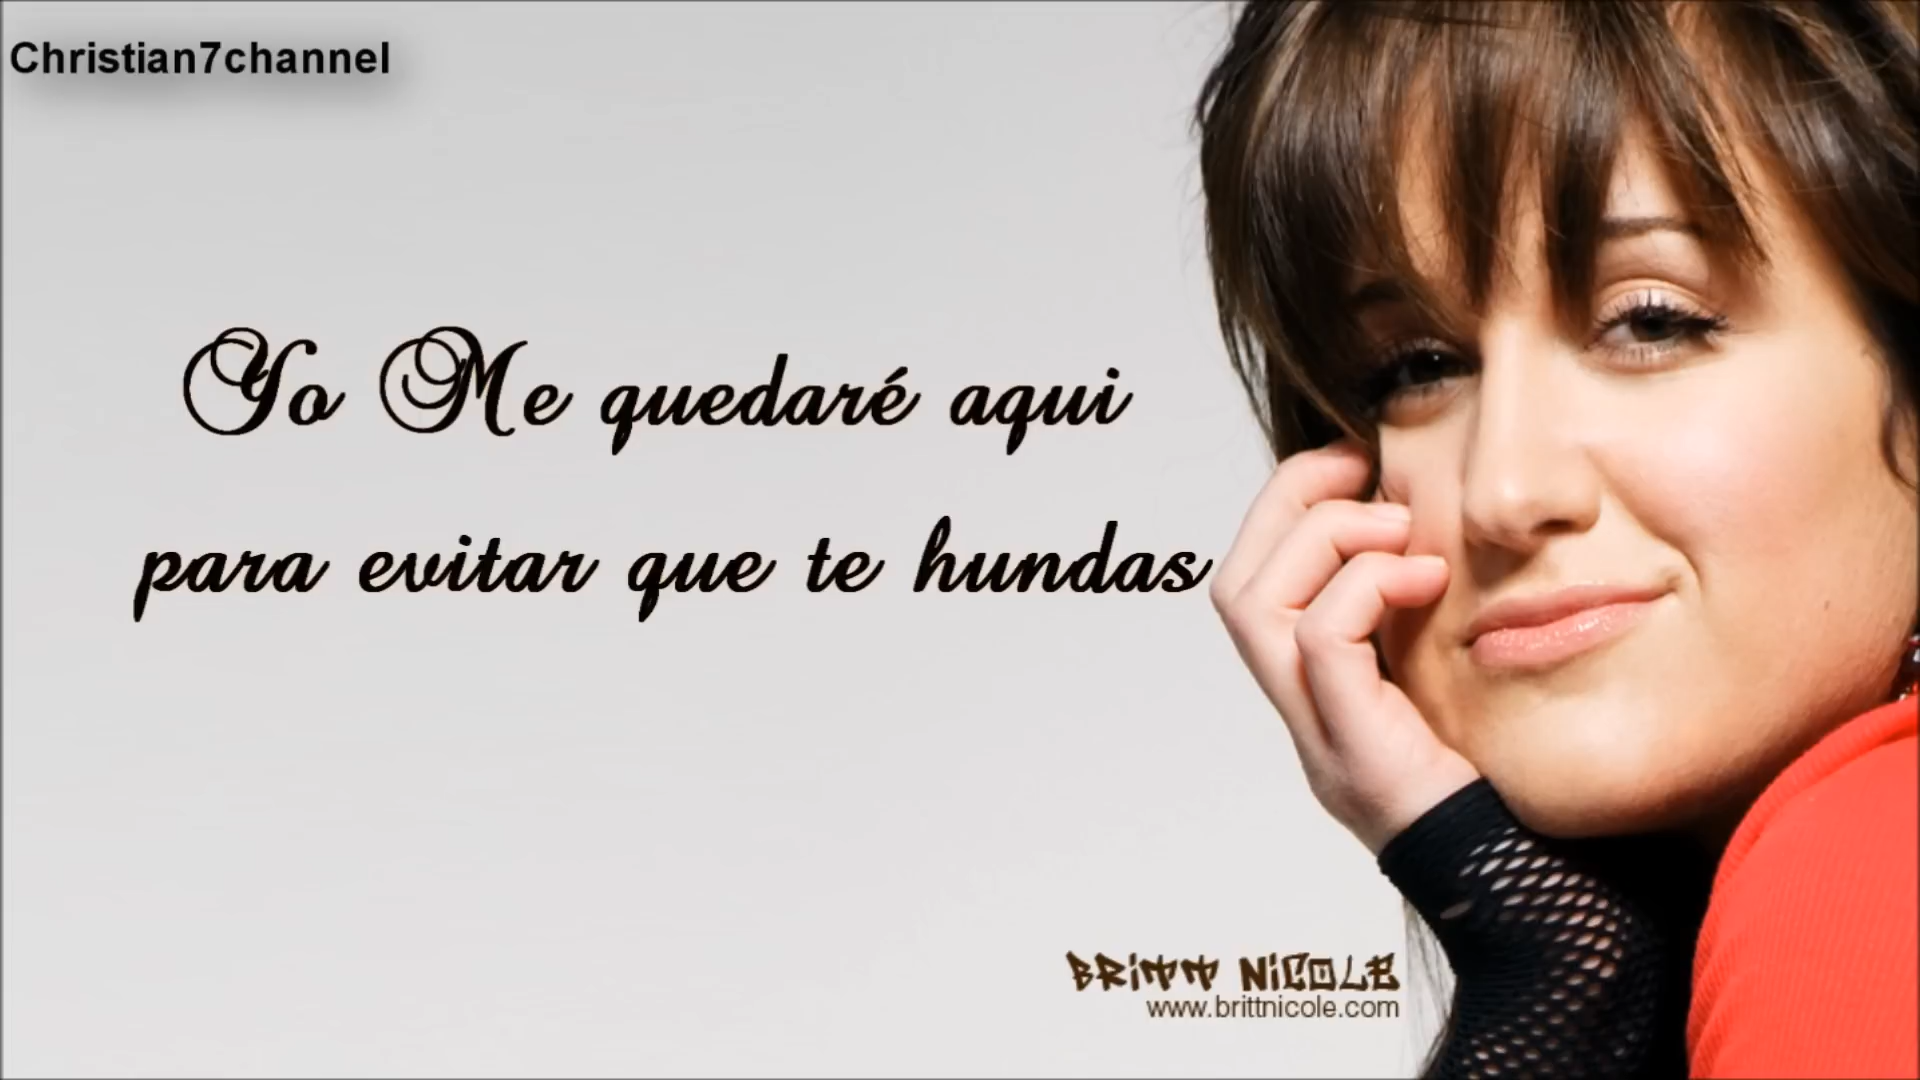 Christian7channel
Yo Me quedaré aqui
para evitar que te hundas
BRITT NICOLE
www.brittnicole.com